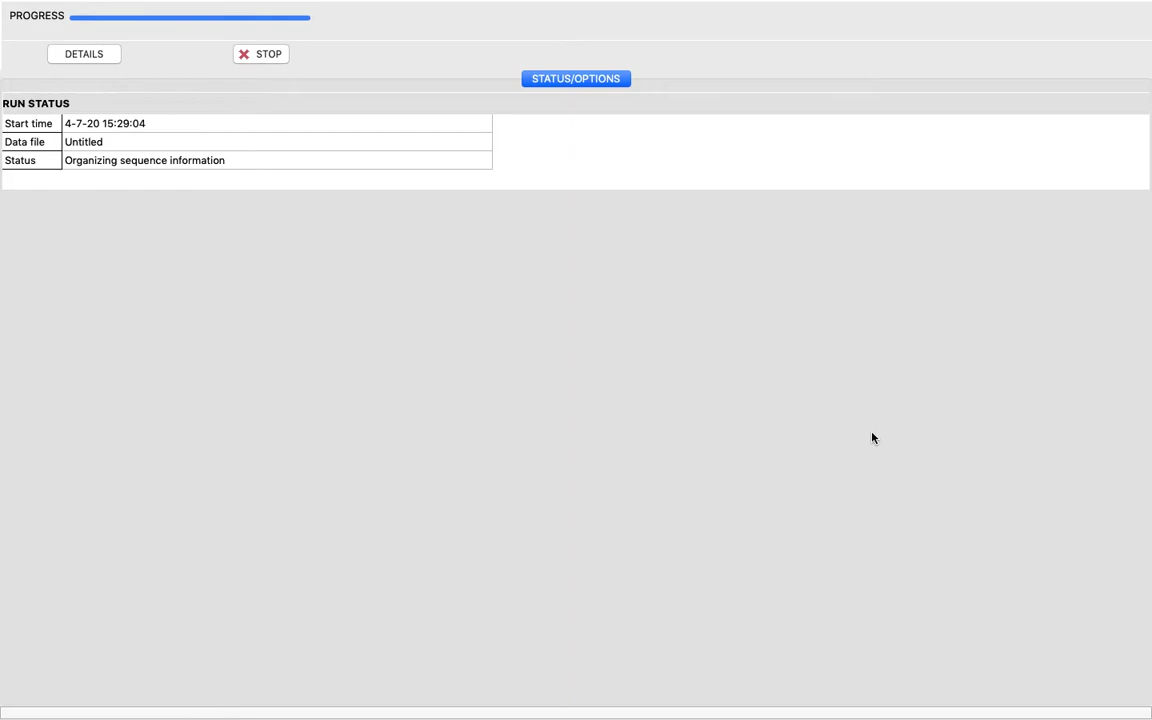 PROGRESS
DETAILS STOP
STATUS/OPTIONS
RUN STATUS
Start time 4-7-20 15:29:04
Data file Untitled
Status Organizing sequence information